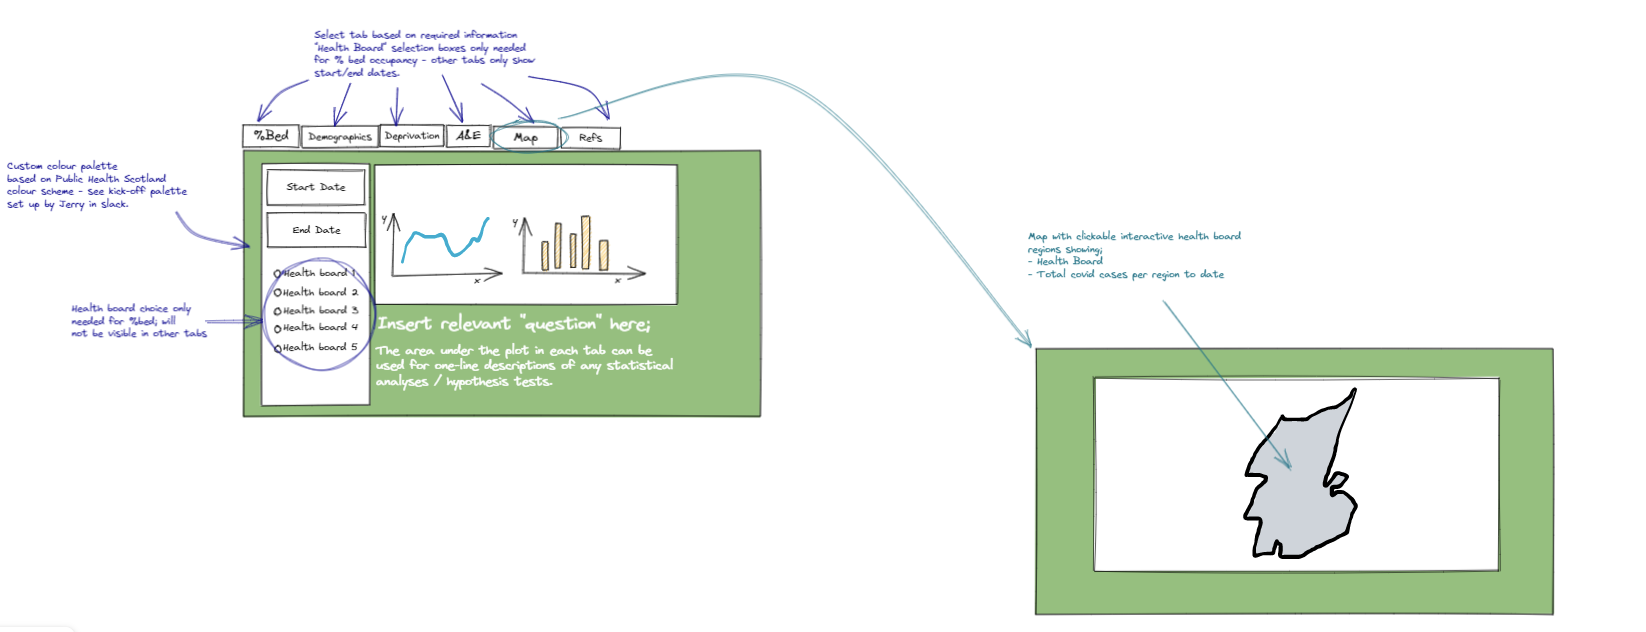 Select tab based on required information
"Health Board" selection boxes only needed
for % bed occupancy - other tabs only show
start/end dates.
%Bed
Demographics
Deprivation
A&E
Map
Refs
Custom colour palette
based on Public Health Scotland
colour scheme - see kick-off palette
set up by Jerry in slack.
Start Date
End Date
Health board 1
Health board 2
Health board 3
Health board 4
Health board 5
Health board choice only
needed for %bed; will
not be visible in other tabs
y
x
y
x
Insert relevant "question" here;
The area under the plot in each tab can be
used for one-line descriptions of any statistical
analyses / hypothesis tests.
Map with clickable interactive health board
regions showing;
- Health Board
- Total covid cases per region to date